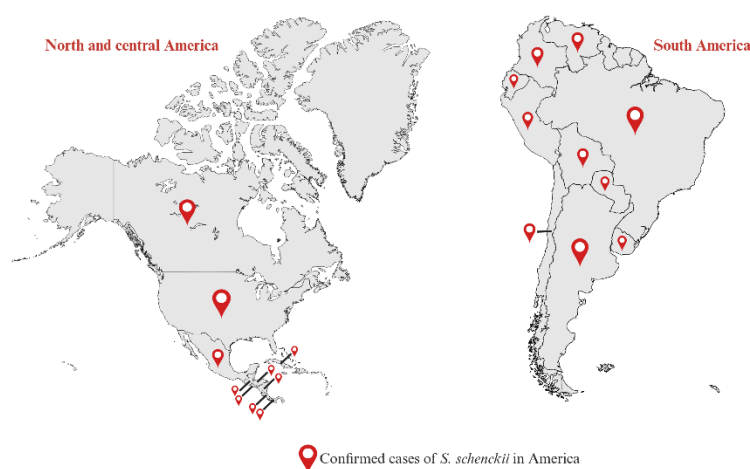 North and central America
South America
Confirmed cases of S. schenckii in America